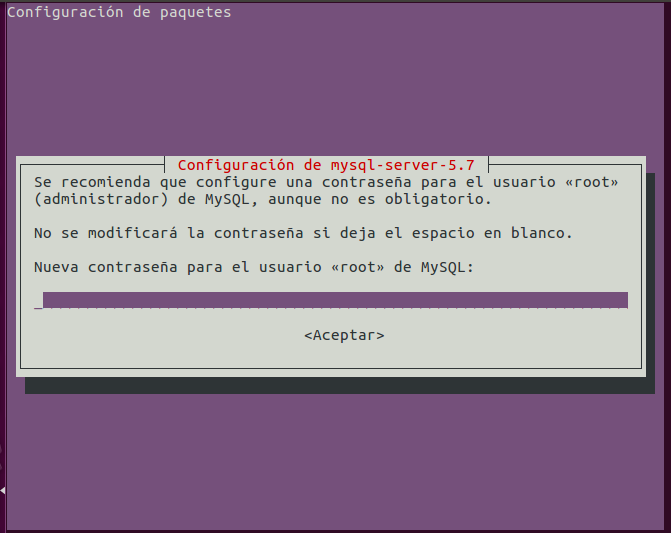 Configuración de paquetes
Configuración de mysql-server-5.7
Se recomienda que configure una contraseña para el usuario «root»
(administrador) de MySQL, aunque no es obligatorio.
No se modificará la contraseña si deja el espacio en blanco.
Nueva contraseña para el usuario «root» de MySQL:
<Aceptar>